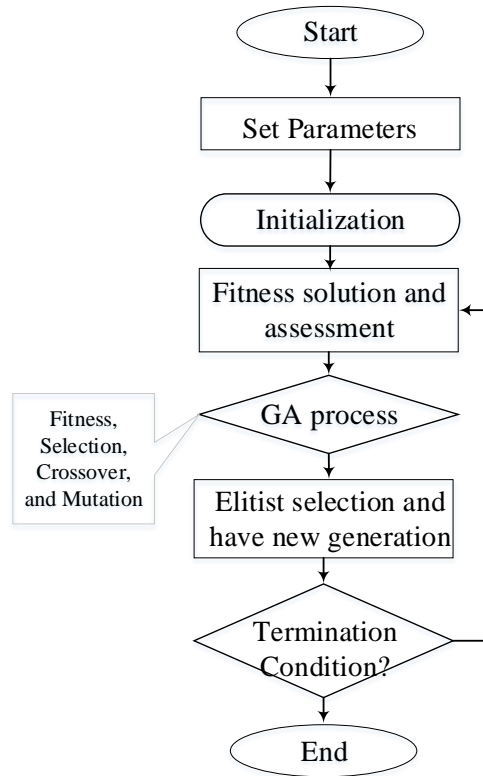 Start
Set Parameters
Initialization
Fitness solution and
assessment
GA process
Fitness,
Selection,
Crossover,
and Mutation
Elitist selection and
have new generation
Termination
Condition?
End